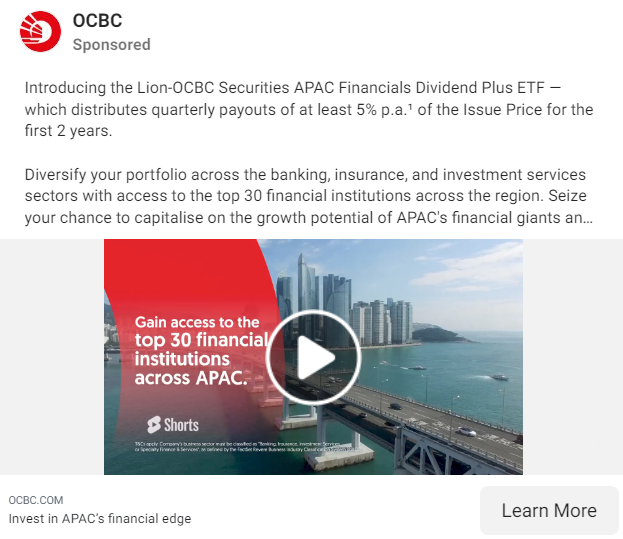 OCBC
Sponsored
Introducing the Lion-OCBC Securities APAC Financials Dividend Plus ETF —
which distributes quarterly payouts of at least 5% p.a.¹ of the Issue Price for the
first 2 years.
Diversify your portfolio across the banking, insurance, and investment services
sectors with access to the top 30 financial institutions across the region. Seize
your chance to capitalise on the growth potential of APAC's financial giants an...
Gain access to the
top 30 financial
institutions
across APAC.
Shorts
T&Cs apply. Company's business sector must be classified as "Banking, Insurance, Investment Services
or Specialty Finance & Services", as defined by the FactSet Revere Business Industry Classification System
OCBC.COM
Invest in APAC's financial edge
Learn More